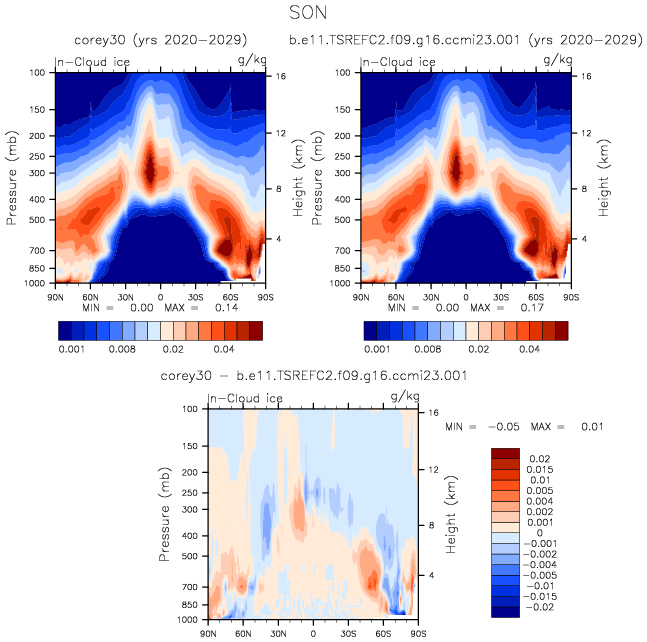 SON
corey30 (yrs 2020-2029)
b.e11.TSREFC2.f09.g16.ccmi23.001 (yrs 2020-2029)
n-Cloud ice g/kg
n-Cloud ice g/kg
Pressure (mb)
100
150
200
250
300
400
500
700
850
1000
16
12
8
4
Height (km)
90N 60N 30N 0 30S 60S 90S
MIN = 0.00 MAX = 0.14
0.001 0.008 0.02 0.04
Pressure (mb)
100
150
200
250
300
400
500
700
850
1000
16
12
8
4
Height (km)
90N 60N 30N 0 30S 60S 90S
MIN = 0.00 MAX = 0.17
0.001 0.008 0.02 0.04
corey30 - b.e11.TSREFC2.f09.g16.ccmi23.001
n-Cloud ice g/kg
Pressure (mb)
100
150
200
250
300
400
500
700
850
1000
16
12
8
4
Height (km)
90N 60N 30N 0 30S 60S 90S
MIN = -0.05 MAX = 0.01
0.02
0.015
0.01
0.005
0.004
0.002
0.001
0
-0.001
-0.002
-0.004
-0.005
-0.01
-0.015
-0.02